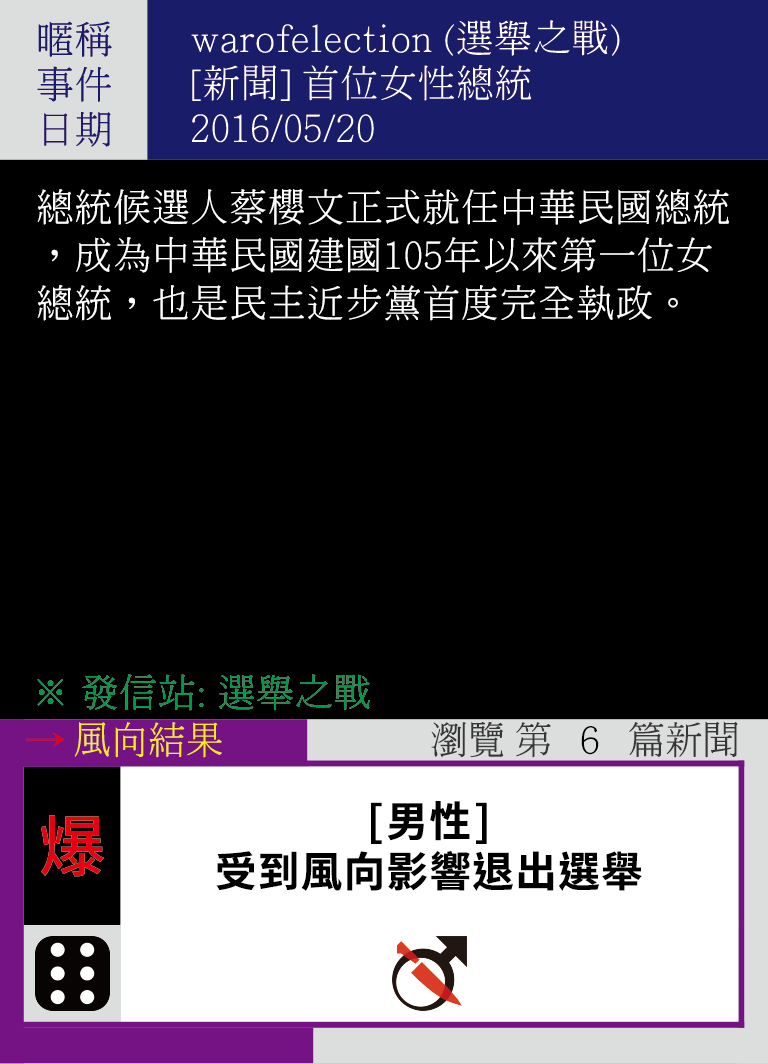 暱稱 warofelection (選舉之戰)
事件 [新聞] 首位女性總統
日期 2016/05/20
總統候選人蔡櫻文正式就任中華民國總統
，成為中華民國建國105年以來第一位女
總統，也是民主近步黨首度完全執政。
※ 發信站: 選舉之戰
→ 風向結果 瀏覽 第 6 篇新聞
爆
[男性]
受到風向影響退出選舉